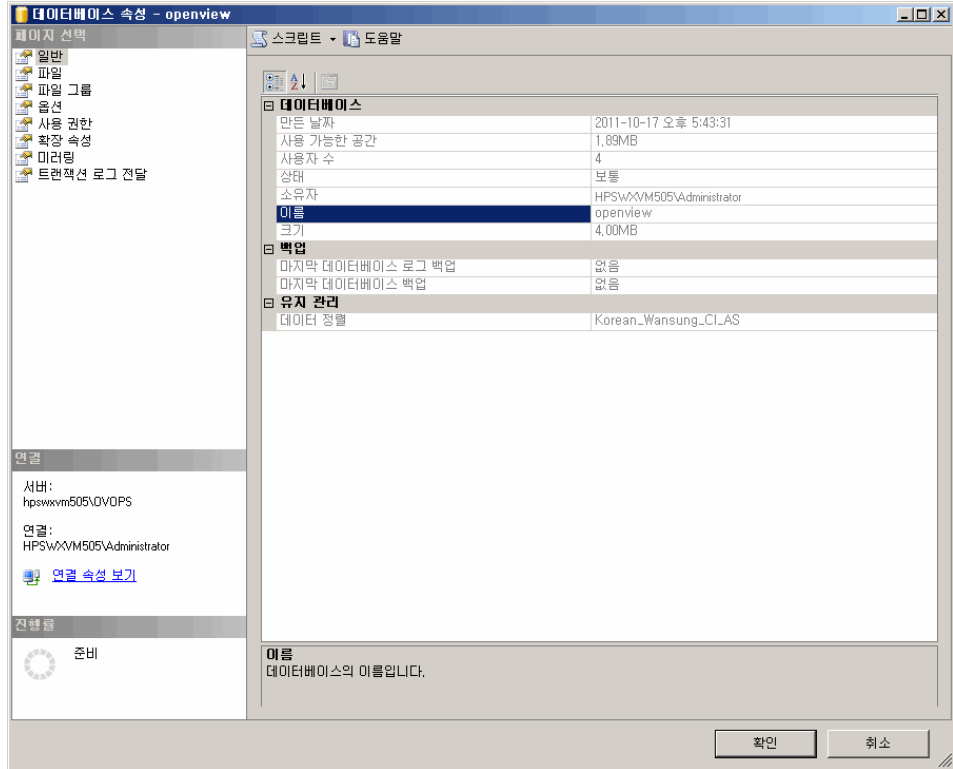 데이터베이스 속성 - openview
페이지 선택
일반
파일
파일 그룹
옵션
사용 권한
확장 속성
미러링
트랜잭션 로그 전달
스크립트 도움말
데이터베이스
만든 날짜 2011-10-17 오후 5:43:31
사용 가능한 공간 1,89MB
사용자 수 4
상태 보통
소유자 HPSWXVM505\Administrator
이름 openview
크기 4,00MB
백업
마지막 데이터베이스 로그 백업 없음
마지막 데이터베이스 백업 없음
유지 관리
데이터 정렬 Korean_Wansung_CI_AS
연결
서버:
hpswxvm505\OVOPS
연결:
HPSWXVM505\Administrator
연결 속성 보기
진행률
준비
이름
데이터베이스의 이름입니다.
확인 취소